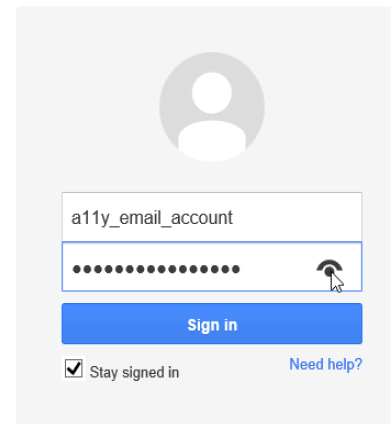 a11y_email_account
••••••••••••••••
Sign in
Stay signed in
Need help?